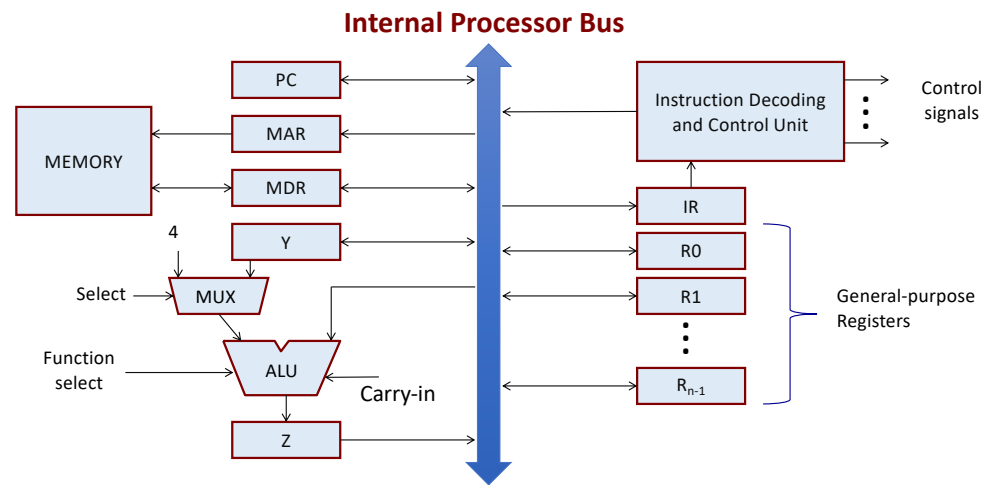 Internal Processor Bus
PC
Instruction Decoding
and Control Unit
Control
signals
MEMORY
MAR
MDR
IR
4
Y
R0
Select
MUX
R1
General-purpose
Registers
Function
select
ALU
Carry-in
Rn-1
Z